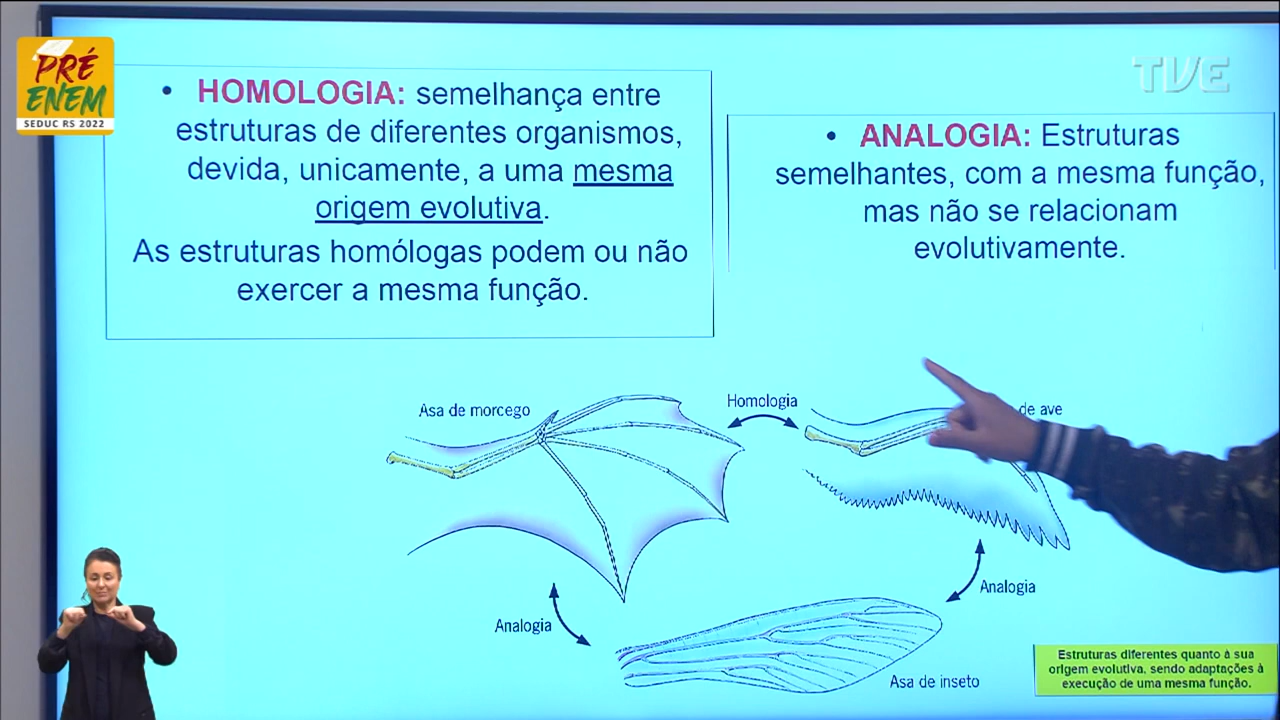 PRÉ
ENEM
SEDUC RS 2022
TVE
• HOMOLOGIA: semelhança entre
estruturas de diferentes organismos,
devida, unicamente, a uma mesma
origem evolutiva.
As estruturas homólogas podem ou não
exercer a mesma função.
• ANALOGIA: Estruturas
semelhantes, com a mesma função,
mas não se relacionam
evolutivamente.
Asa de morcego
Homologia
de ave
Analogia
Analogia
Asa de inseto
Estruturas diferentes quanto à sua
origem evolutiva, sendo adaptações à
execução de uma mesma função.